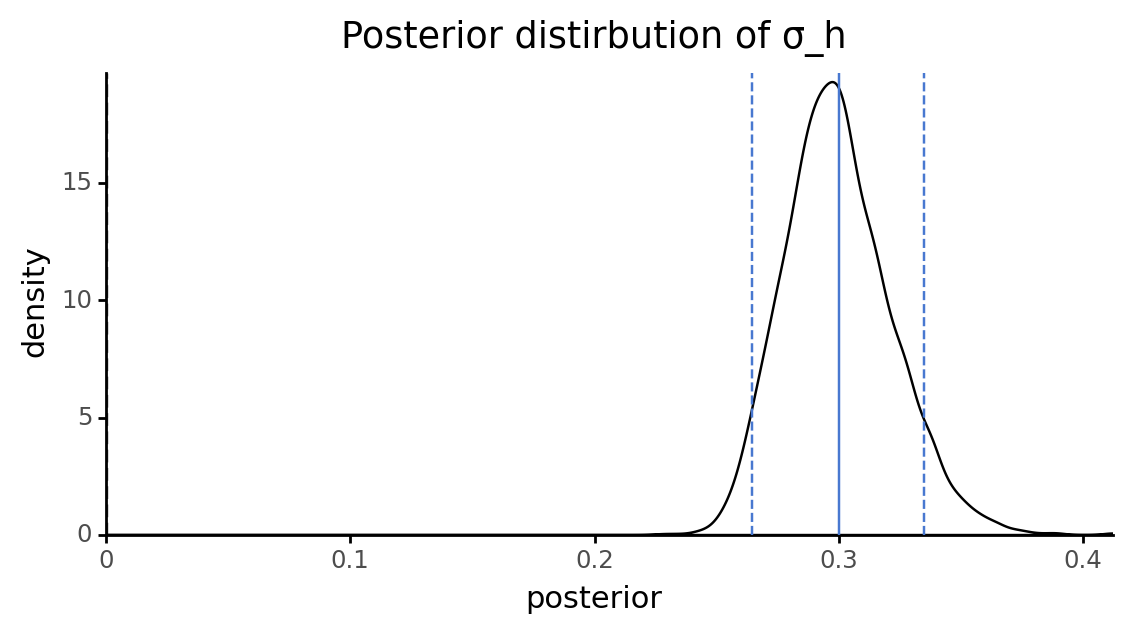 Posterior distirbution of σ_h
density
15
10
5
0
0 0.1 0.2 0.3 0.4
posterior